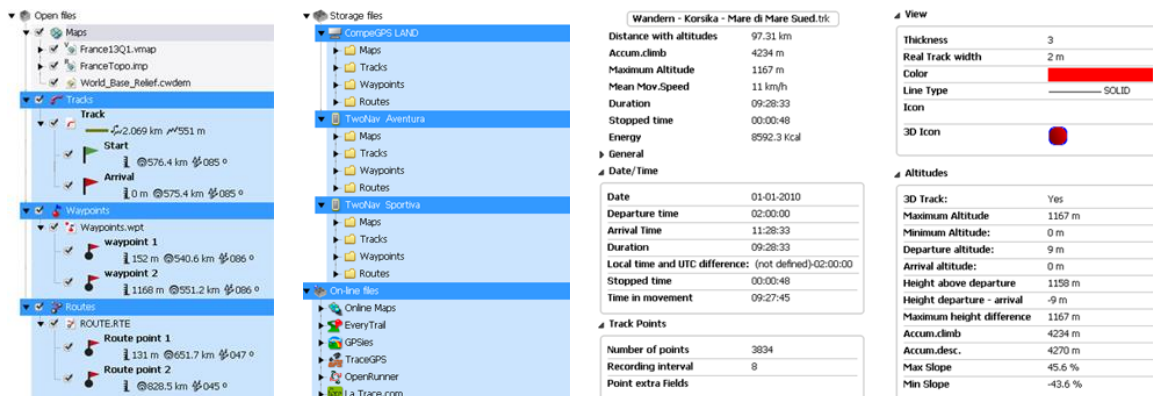 Open files
Maps
France13Q1.vmap
FranceTopo.imp
World_Base_Relief.cwdem
Tracks
Track
2.069 km 551 m
Start
576.4 km 085 º
Arrival
0 m 575.4 km 085 º
Waypoints
Waypoints.wpt
waypoint 1
152 m 540.6 km 086 º
waypoint 2
1168 m 551.2 km 086 º
Routes
ROUTE.RTE
Route point 1
131 m 651.7 km 047 º
Route point 2
828.5 km 045 º
Storage files
CompeGPS LAND
Maps
Tracks
Waypoints
Routes
TwoNav Aventura
Maps
Tracks
Waypoints
Routes
TwoNav Sportiva
Maps
Tracks
Waypoints
Routes
On-line files
Online Maps
EveryTrail
GPSies
TraceGPS
OpenRunner
La Trace.com
Wandern - Korsika - Mare di Mare Sued.trk
Distance with altitudes 97.31 km
Accum.climb 4234 m
Maximum Altitude 1167 m
Mean Mov.Speed 11 km/h
Duration 09:28:33
Stopped time 00:00:48
Energy 8592.3 Kcal
General
Date/Time
Date 01-01-2010
Departure time 02:00:00
Arrival Time 11:28:33
Duration 09:28:33
Local time and UTC difference: (not defined)-02:00:00
Stopped time 00:00:48
Time in movement 09:27:45
Track Points
Number of points 3834
Recording interval 8
Point extra Fields
View
Thickness 3
Real Track width 2 m
Color
Line Type SOLID
Icon
3D Icon
Altitudes
3D Track: Yes
Maximum Altitude 1167 m
Minimum Altitude: 0 m
Departure altitude: 9 m
Arrival altitude: 0 m
Height above departure 1158 m
Height departure - arrival -9 m
Maximum height difference 1167 m
Accum.climb 4234 m
Accum.desc. 4270 m
Max Slope 45.6 %
Min Slope -43.6 %